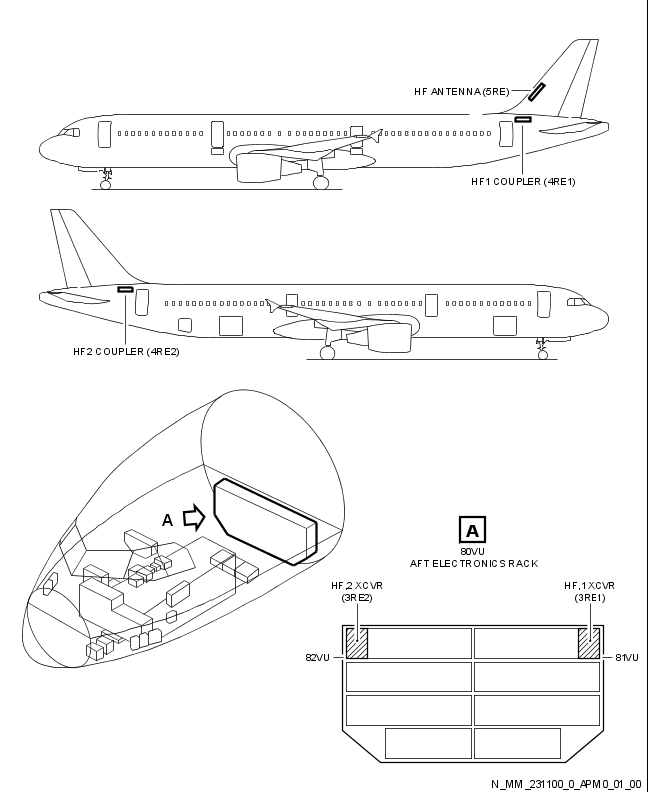 HF ANTENNA (5RE)
HF1 COUPLER (4RE1)
HF2 COUPLER (4RE2)
A
A
80VU
AFT ELECTRONICS RACK
HF,2 XCVR
(3RE2)
HF,1 XCVR
(3RE1)
82VU
81VU
N_MM_231100_0_APM0_01_00